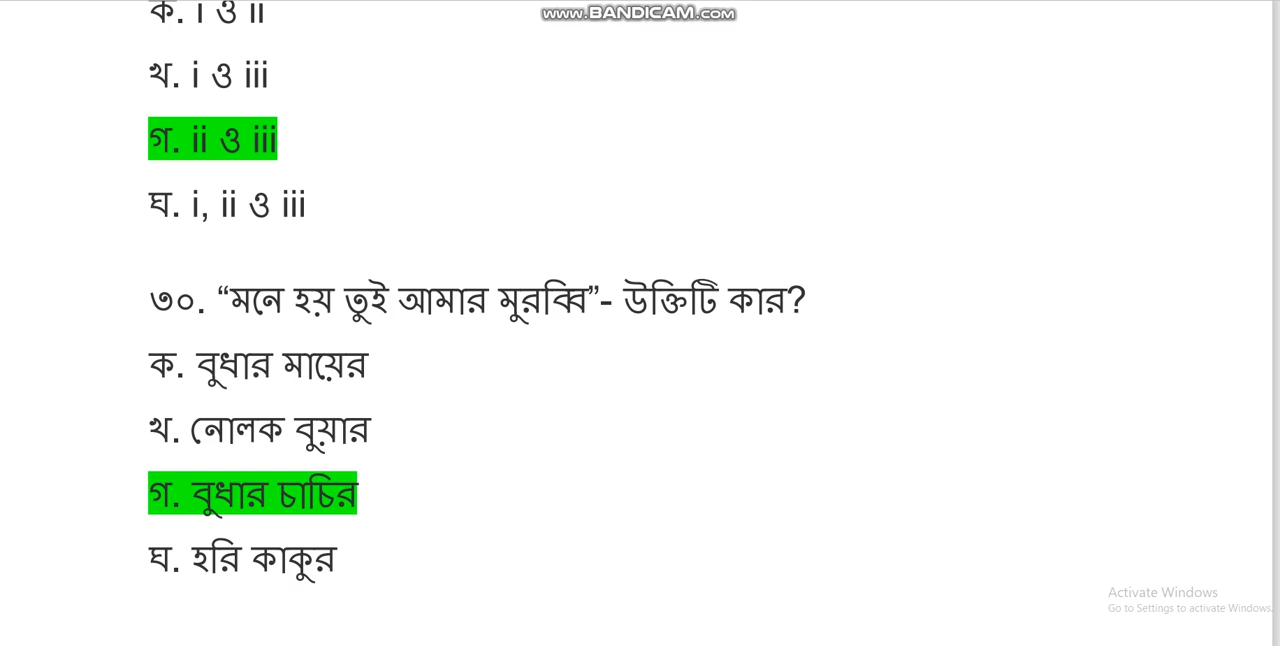 www.BANDICAM.com
ক. i ও ii
খ. i ও iii
গ. ii ও iii
ঘ. i, ii ও iii
৩০. “মনে হয় তুই আমার মুরব্বি”- উক্তিটি কার?
ক. বুধার মায়ের
খ. নোলক বুয়ার
গ. বুধার চাচির
ঘ. হরি কাকুর
Activate Windows
Go to Settings to activate Windows.